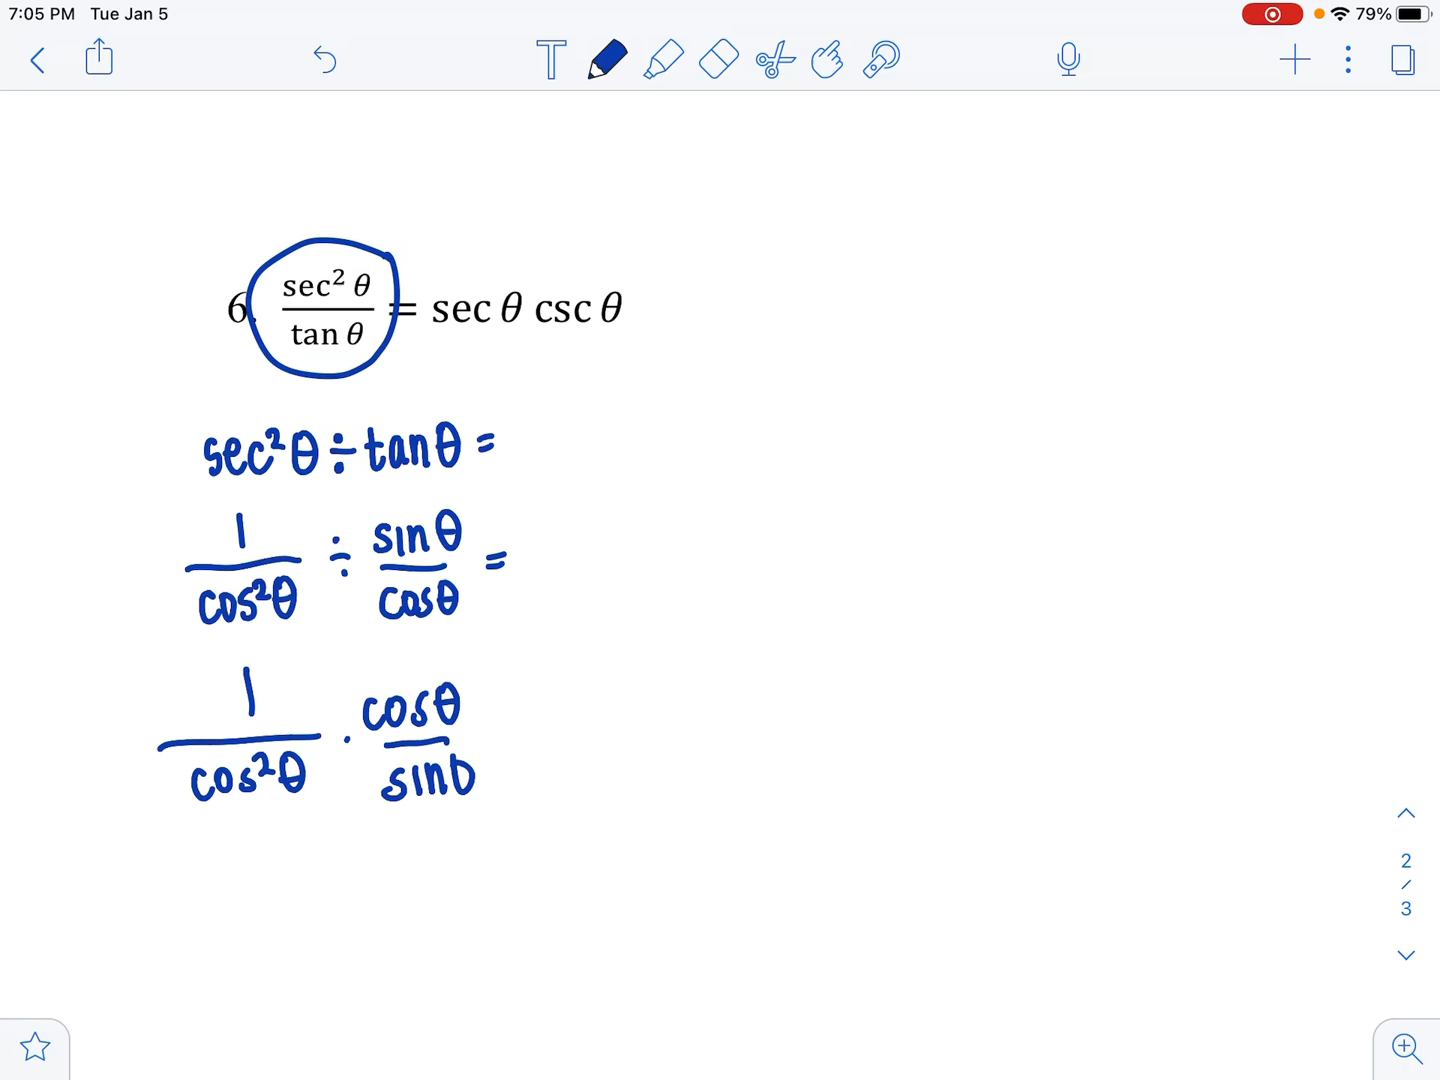 7:05 PM Tue Jan 5 79%
T
6. sec² θ / tan θ = sec θ csc θ
sec²θ ÷ tanθ =
1/cos²θ ÷ sinθ/cosθ =
1/cos²θ · cosθ/sinθ
2
/
3